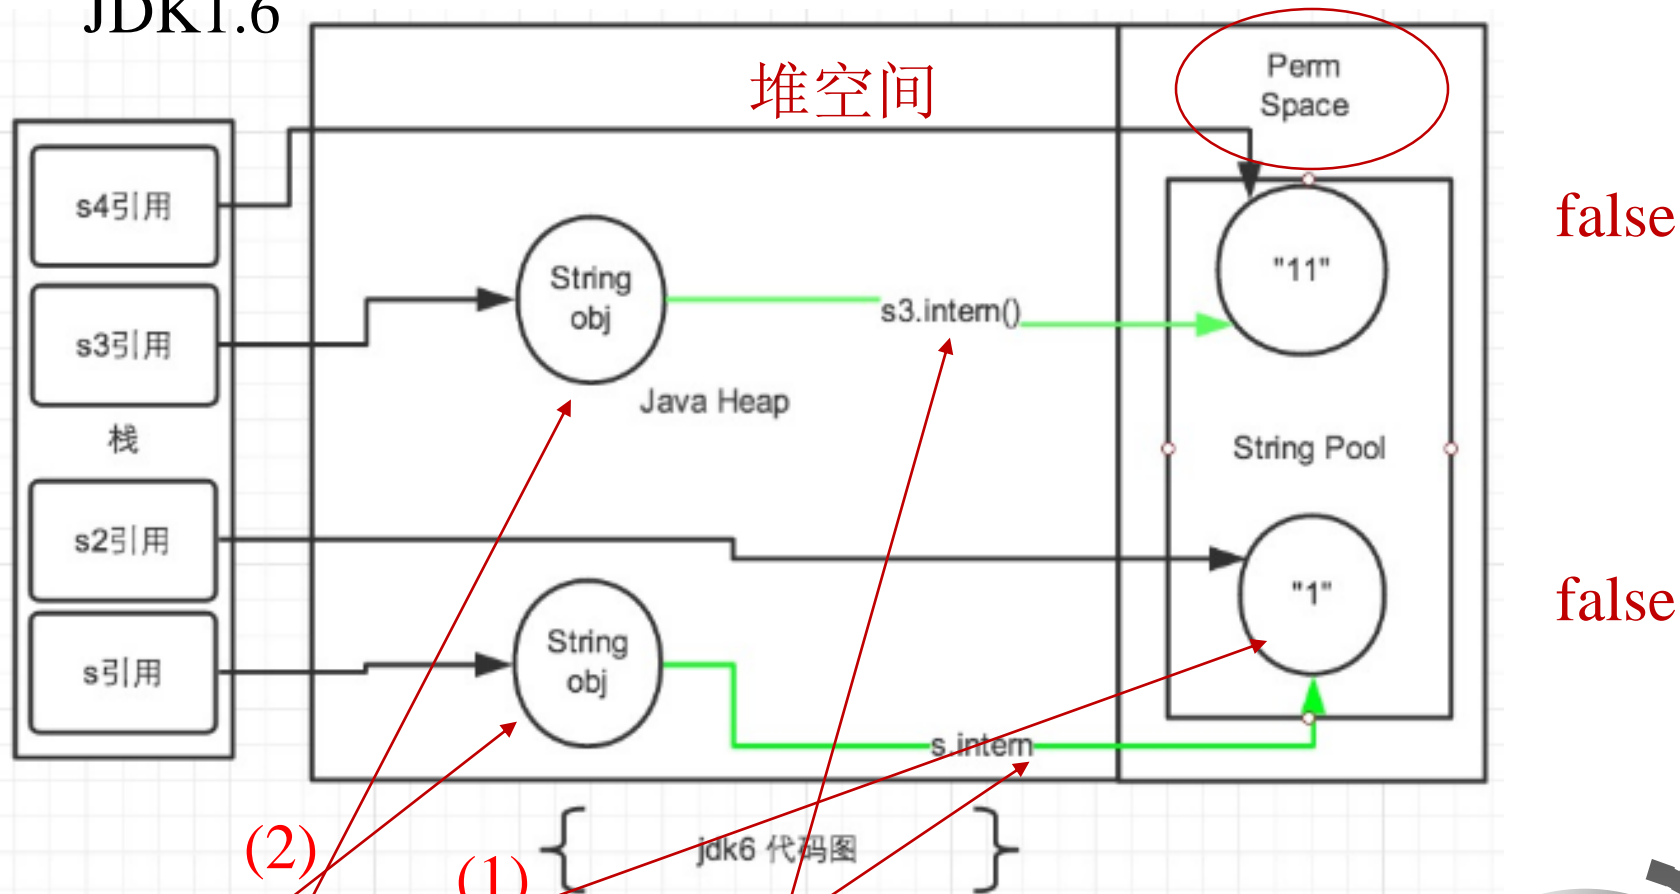 JDK1.6
堆空间
Perm
Space
s4引用
"11"
false
String
obj
s3.intern()
s3引用
Java Heap
栈
String Pool
s2引用
"1"
false
String
obj
s引用
s.intern
(2)
(1)
jdk6 代码图